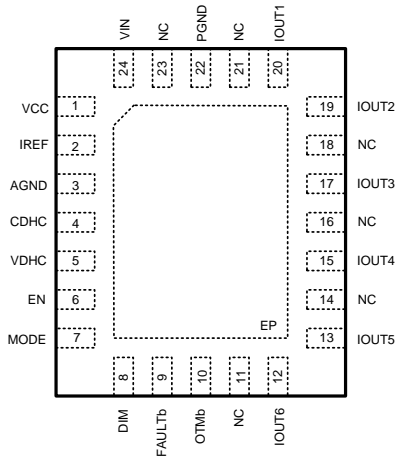 VIN
NC
PGND
NC
IOUT1
24
23
22
21
20
VCC 1
IREF 2
AGND 3
CDHC 4
VDHC 5
EN 6
MODE 7
19 IOUT2
18 NC
17 IOUT3
16 NC
15 IOUT4
14 NC
13 IOUT5
EP
8
9
10
11
12
DIM
FAULTb
OTMb
NC
IOUT6